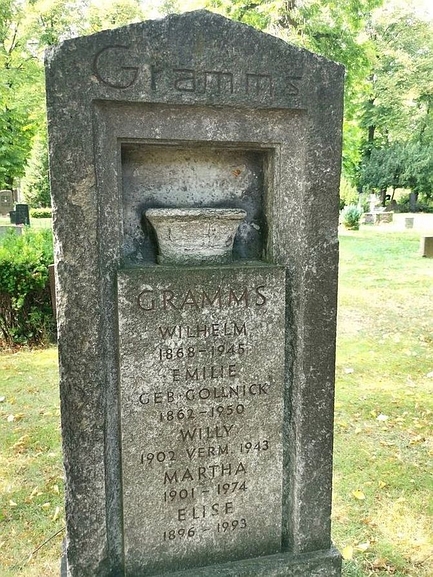 Gramms
GRAMMS
WILHELM
1868-1945
EMILIE
GEB. GOLLNICK
1862-1950
WILLY
1902 VERM. 1943
MARTHA
1901 - 1974
ELISE
1896 - 1993